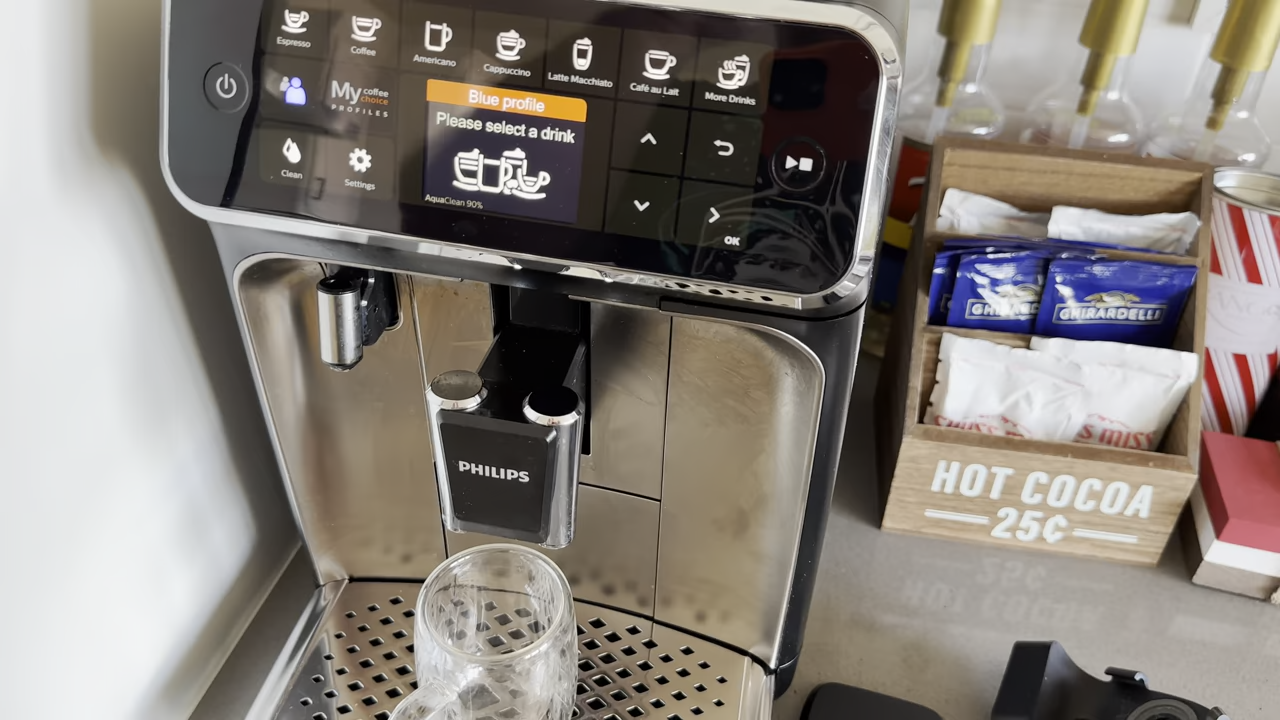 Espresso
Coffee
Americano
Cappuccino
Latte Macchiato
Café au Lait
More Drinks
My coffee
choice
PROFILES
Blue profile
Please select a drink
AquaClean 90%
Clean
Settings
OK
PHILIPS
GHIRARDELLI
HOT COCOA
25¢